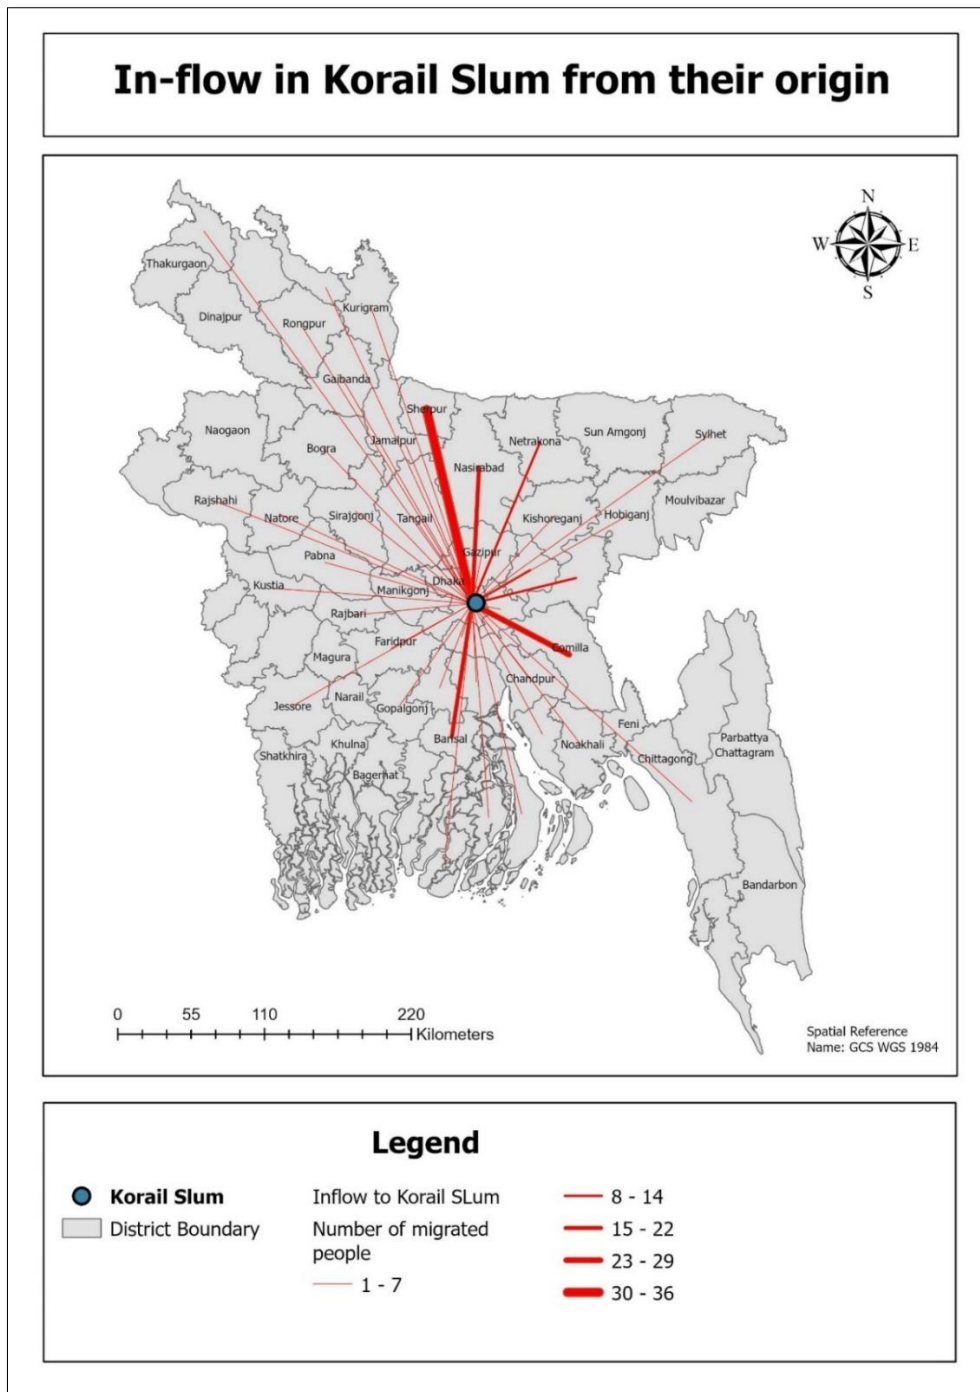 In-flow in Korail Slum from their origin
N
W
E
S
Thakurgaon
Dinajpur
Rongpur
Kurigram
Gaibanda
Sherpur
Naogaon
Bogra
Jamalpur
Netrakona
Sun Amgonj
Sylhet
Nasirabad
Rajshahi
Natore
Sirajgonj
Tangail
Kishoreganj
Hobiganj
Moulvibazar
Pabna
Gazipur
Kustia
Manikgonj
Dhaka
Rajbari
Faridpur
Comilla
Magura
Chandpur
Jessore
Narail
Gopalgonj
Feni
Barisal
Noakhali
Parbattya
Chattagram
Shatkhira
Khulna
Chittagong
Bagerhat
Bandarbon
0 55 110 220
Kilometers
Spatial Reference
Name: GCS WGS 1984
Legend
Korail Slum
District Boundary
Inflow to Korail SLum
Number of migrated
people
1 - 7
8 - 14
15 - 22
23 - 29
30 - 36